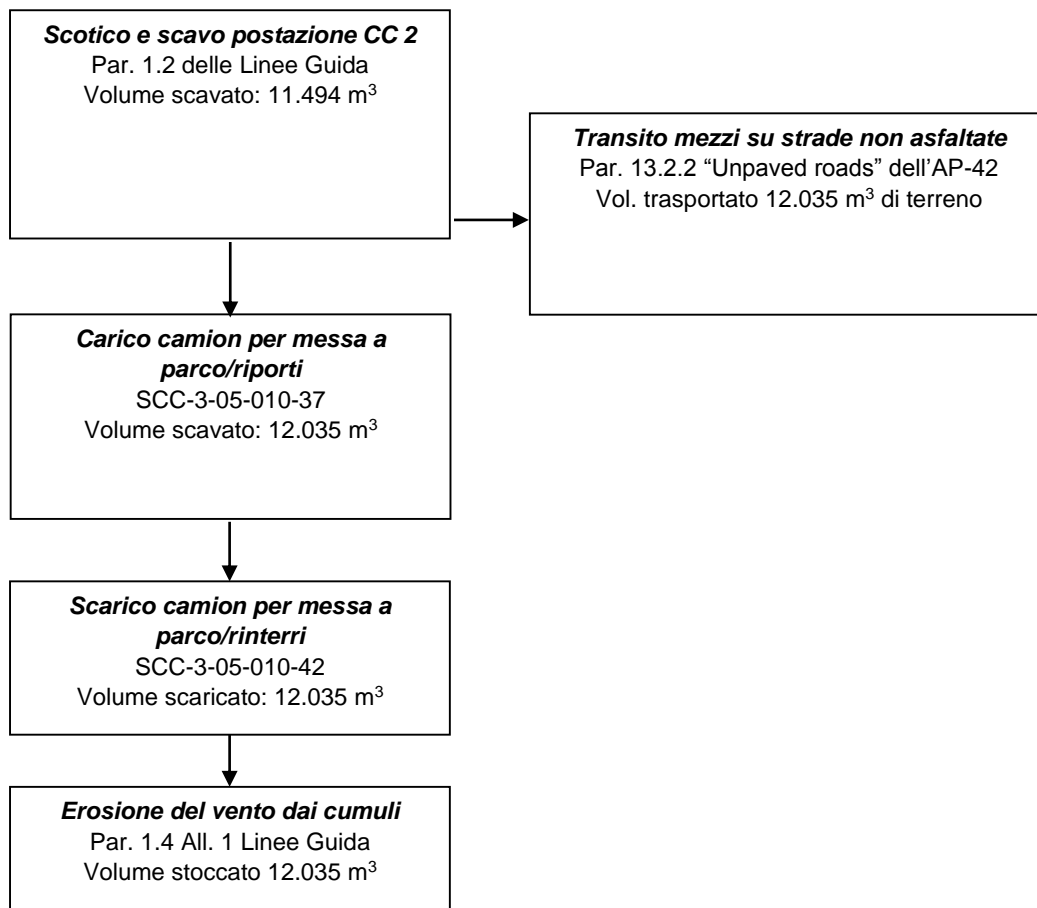 Scotico e scavo postazione CC 2
Par. 1.2 delle Linee Guida
Volume scavato: 11.494 m³
Transito mezzi su strade non asfaltate
Par. 13.2.2 “Unpaved roads” dell’AP-42
Vol. trasportato 12.035 m³ di terreno
Carico camion per messa a
parco/riporti
SCC-3-05-010-37
Volume scavato: 12.035 m³
Scarico camion per messa a
parco/rinterri
SCC-3-05-010-42
Volume scaricato: 12.035 m³
Erosione del vento dai cumuli
Par. 1.4 All. 1 Linee Guida
Volume stoccato 12.035 m³